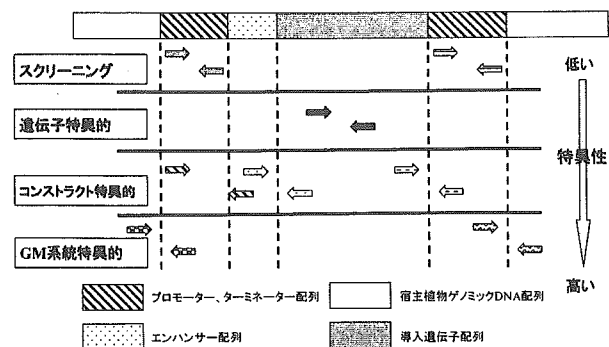 スクリーニング
低い
遺伝子特異的
特異性
コンストラクト特異的
GM系統特異的
高い
プロモーター、ターミネーター配列
宿主植物ゲノミックDNA配列
エンハンサー配列
導入遺伝子配列